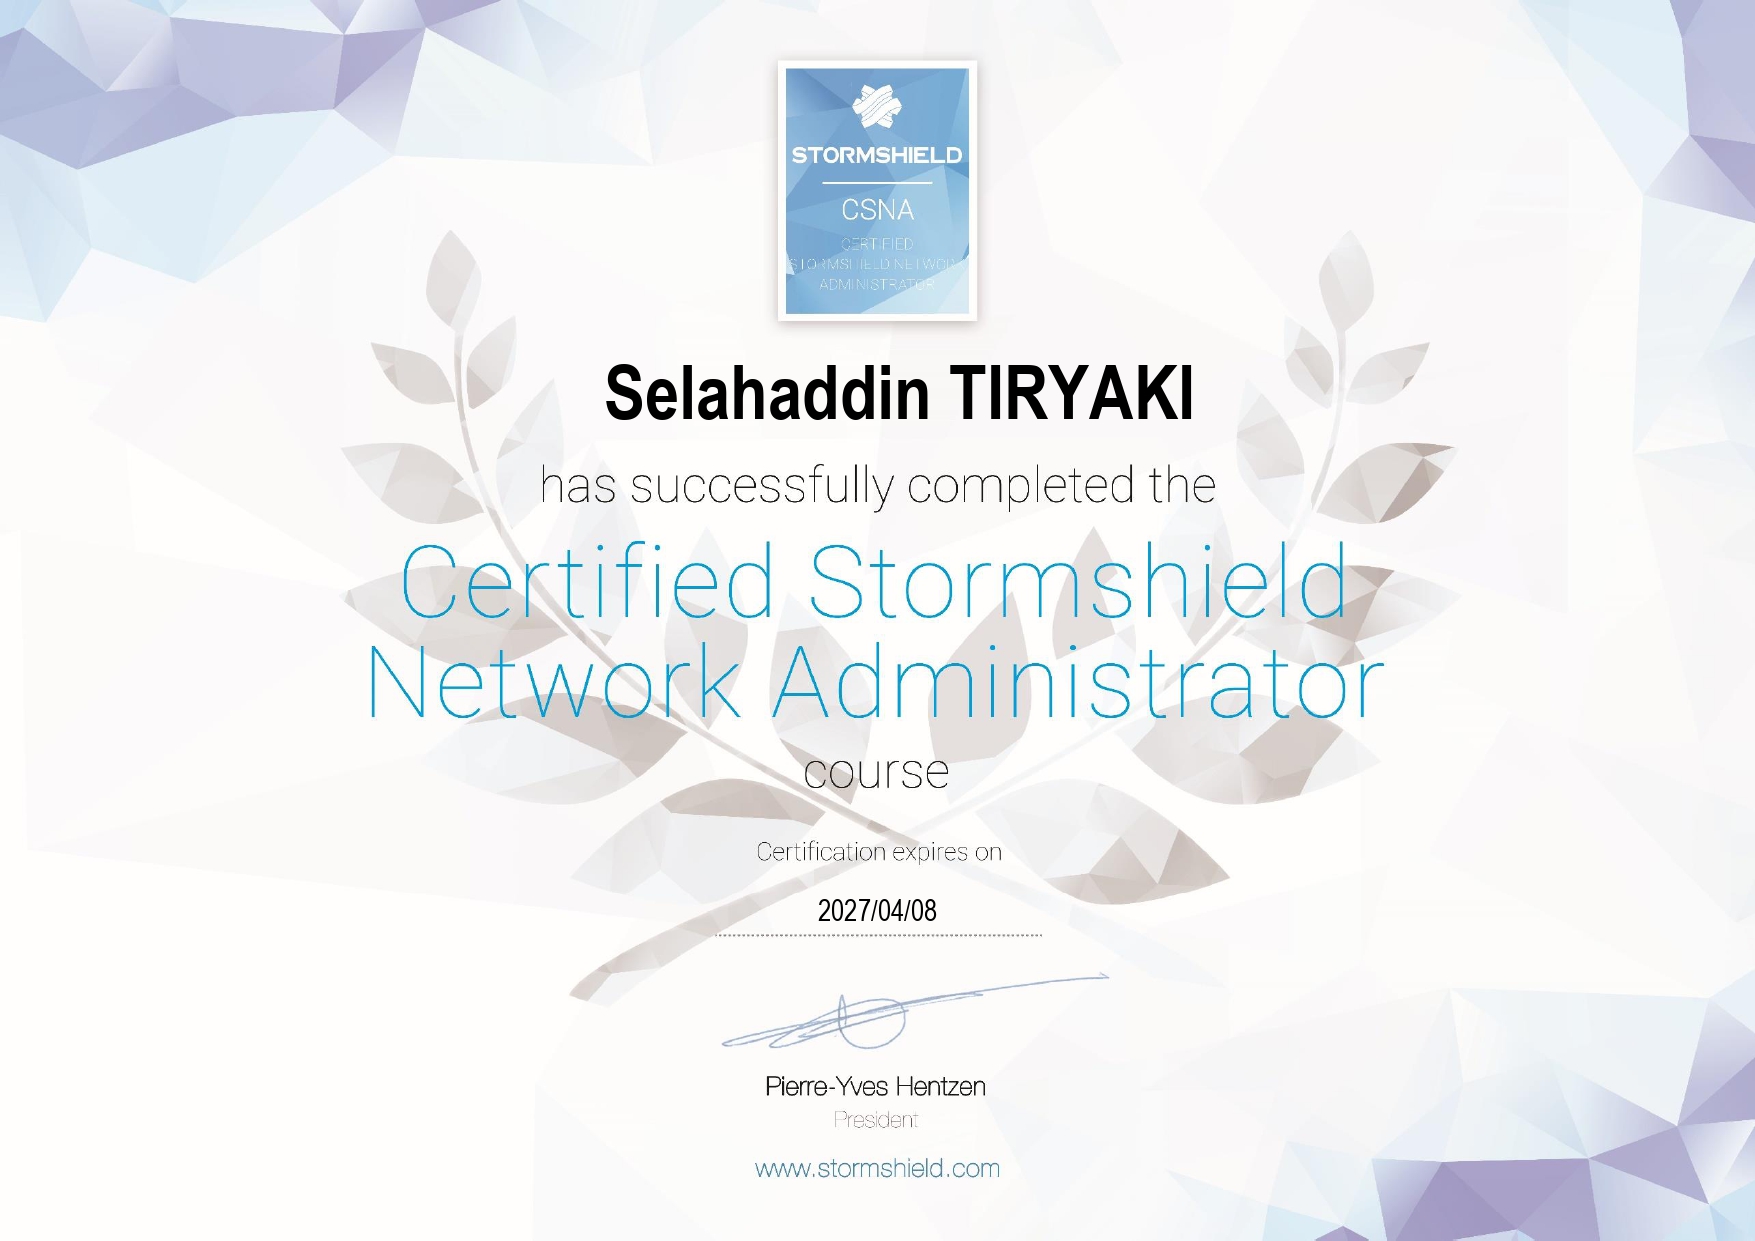 STORMSHIELD
CSNA
CERTIFIED
STORMSHIELD NETWORK
ADMINISTRATOR
Selahaddin TIRYAKI
has successfully completed the
Certified Stormshield
Network Administrator
course
Certification expires on
2027/04/08
Pierre-Yves Hentzen
President
www.stormshield.com